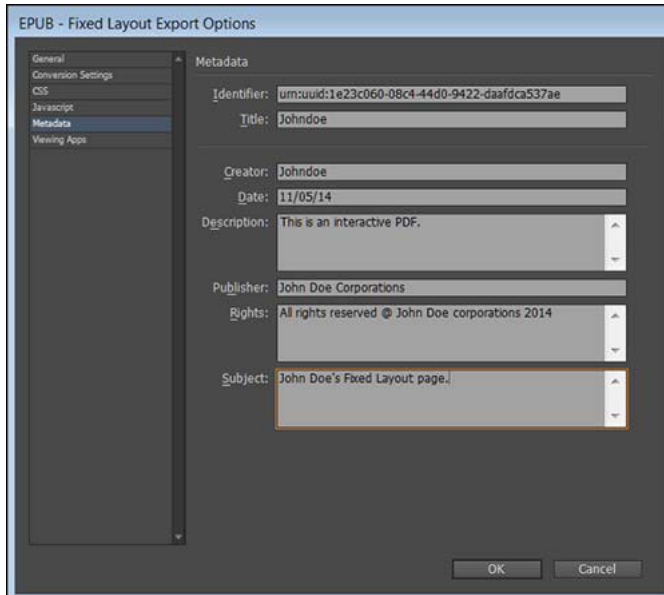 EPUB - Fixed Layout Export Options
General
Conversion Settings
CSS
Javascript
Metadata
Viewing Apps
Metadata
Identifier: urn:uuid:1e23c060-08c4-44d0-9422-daafdca537ae
Title: Johndoe
Creator: Johndoe
Date: 11/05/14
Description: This is an interactive PDF.
Publisher: John Doe Corporations
Rights: All rights reserved @ John Doe corporations 2014
Subject: John Doe's Fixed Layout page.
OK Cancel